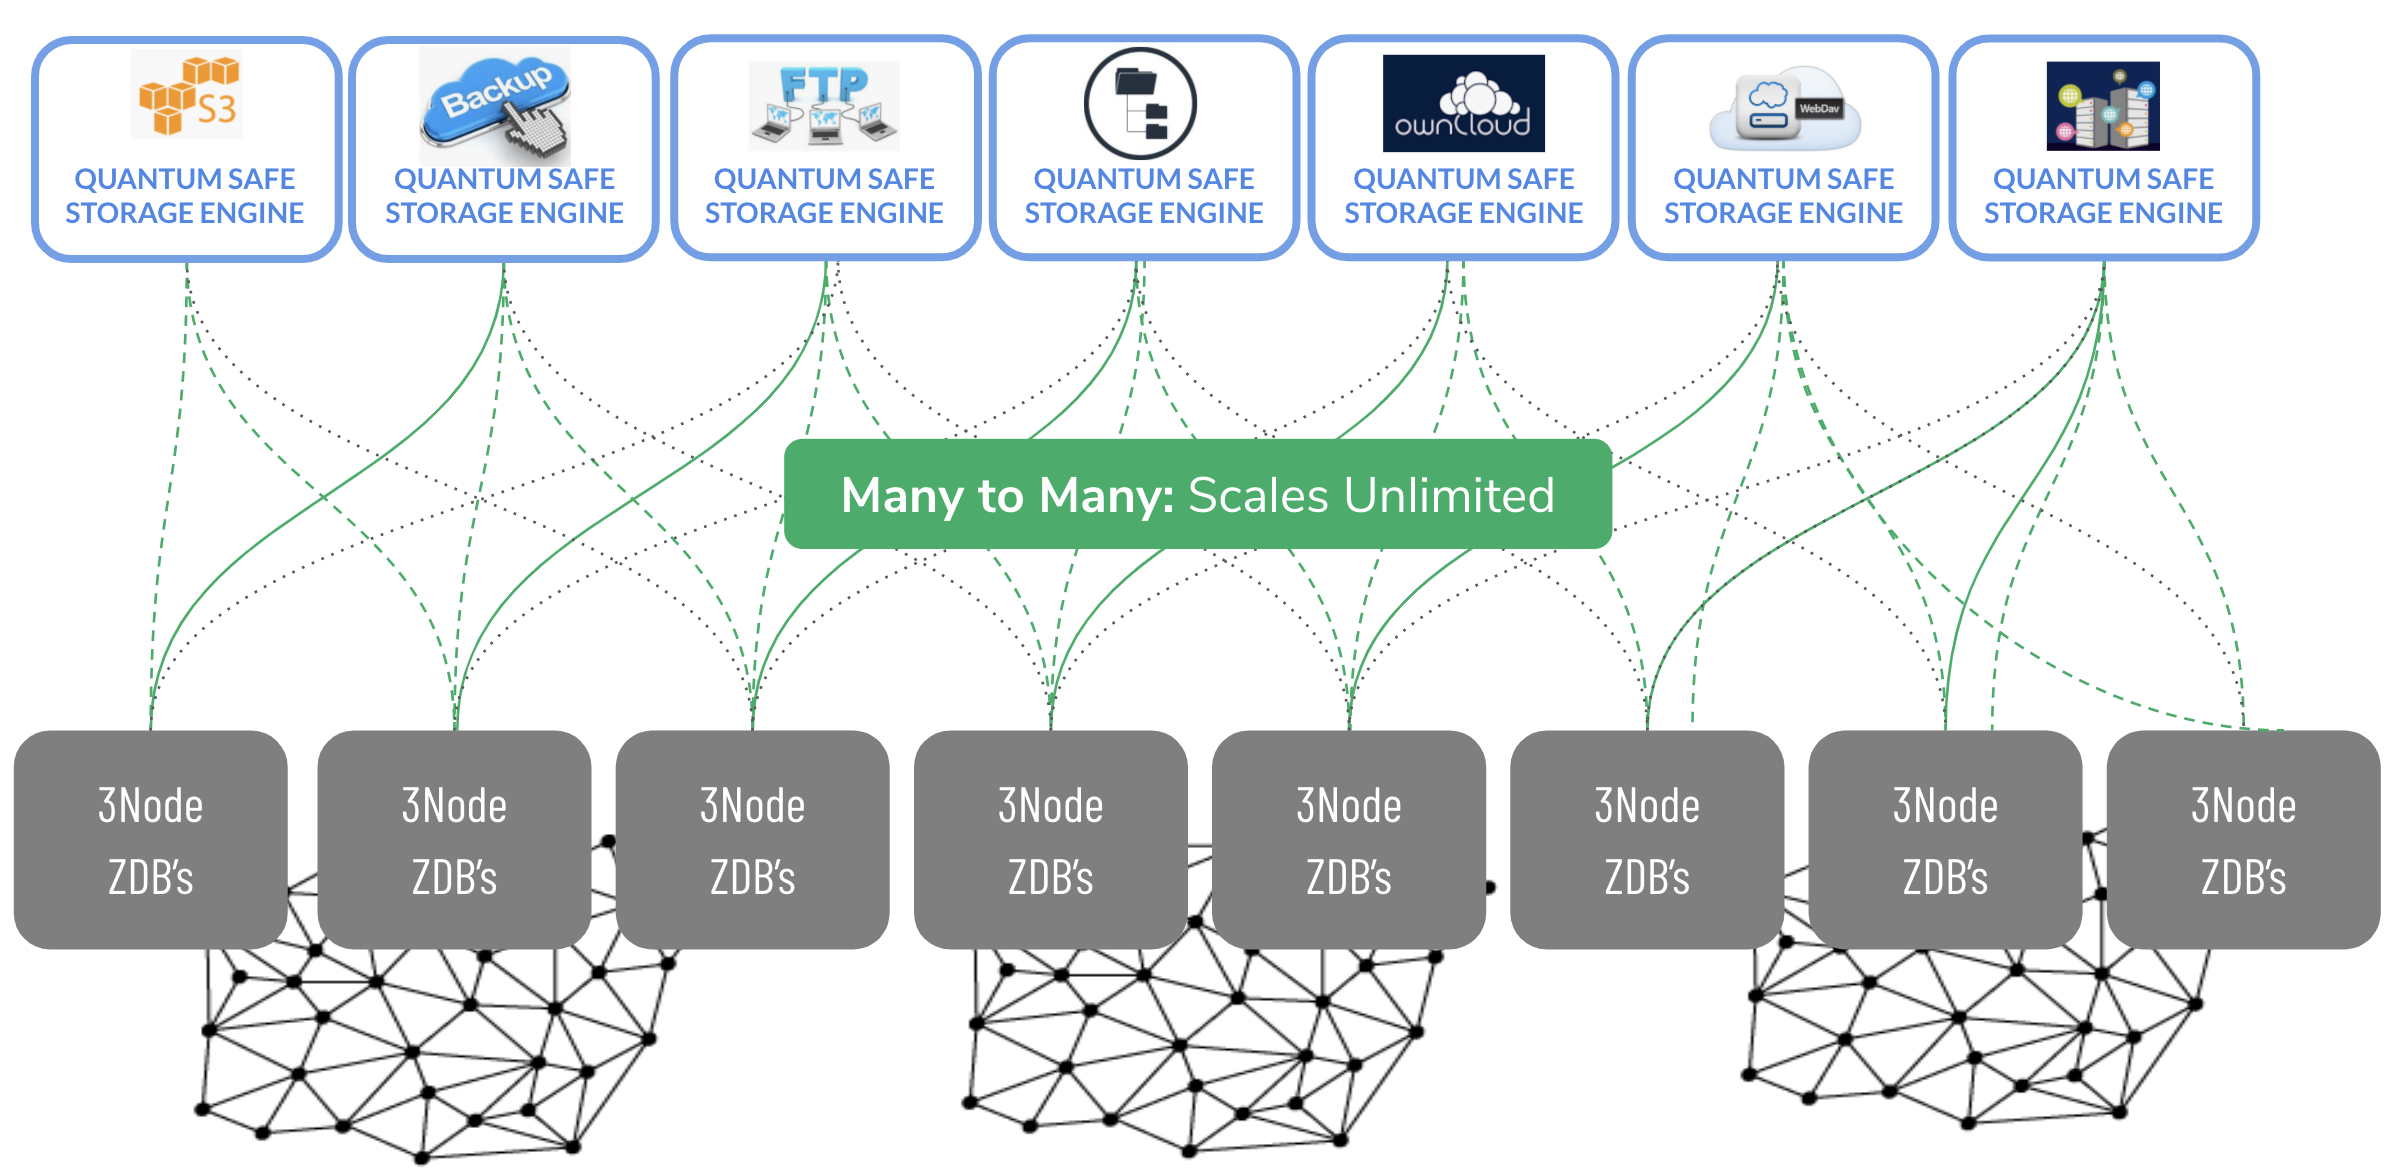 S3
Backup
FTP
ownCloud
WebDav
QUANTUM SAFE
STORAGE ENGINE
QUANTUM SAFE
STORAGE ENGINE
QUANTUM SAFE
STORAGE ENGINE
QUANTUM SAFE
STORAGE ENGINE
QUANTUM SAFE
STORAGE ENGINE
QUANTUM SAFE
STORAGE ENGINE
QUANTUM SAFE
STORAGE ENGINE
Many to Many: Scales Unlimited
3Node
ZDB’s
3Node
ZDB’s
3Node
ZDB’s
3Node
ZDB’s
3Node
ZDB’s
3Node
ZDB’s
3Node
ZDB’s
3Node
ZDB’s